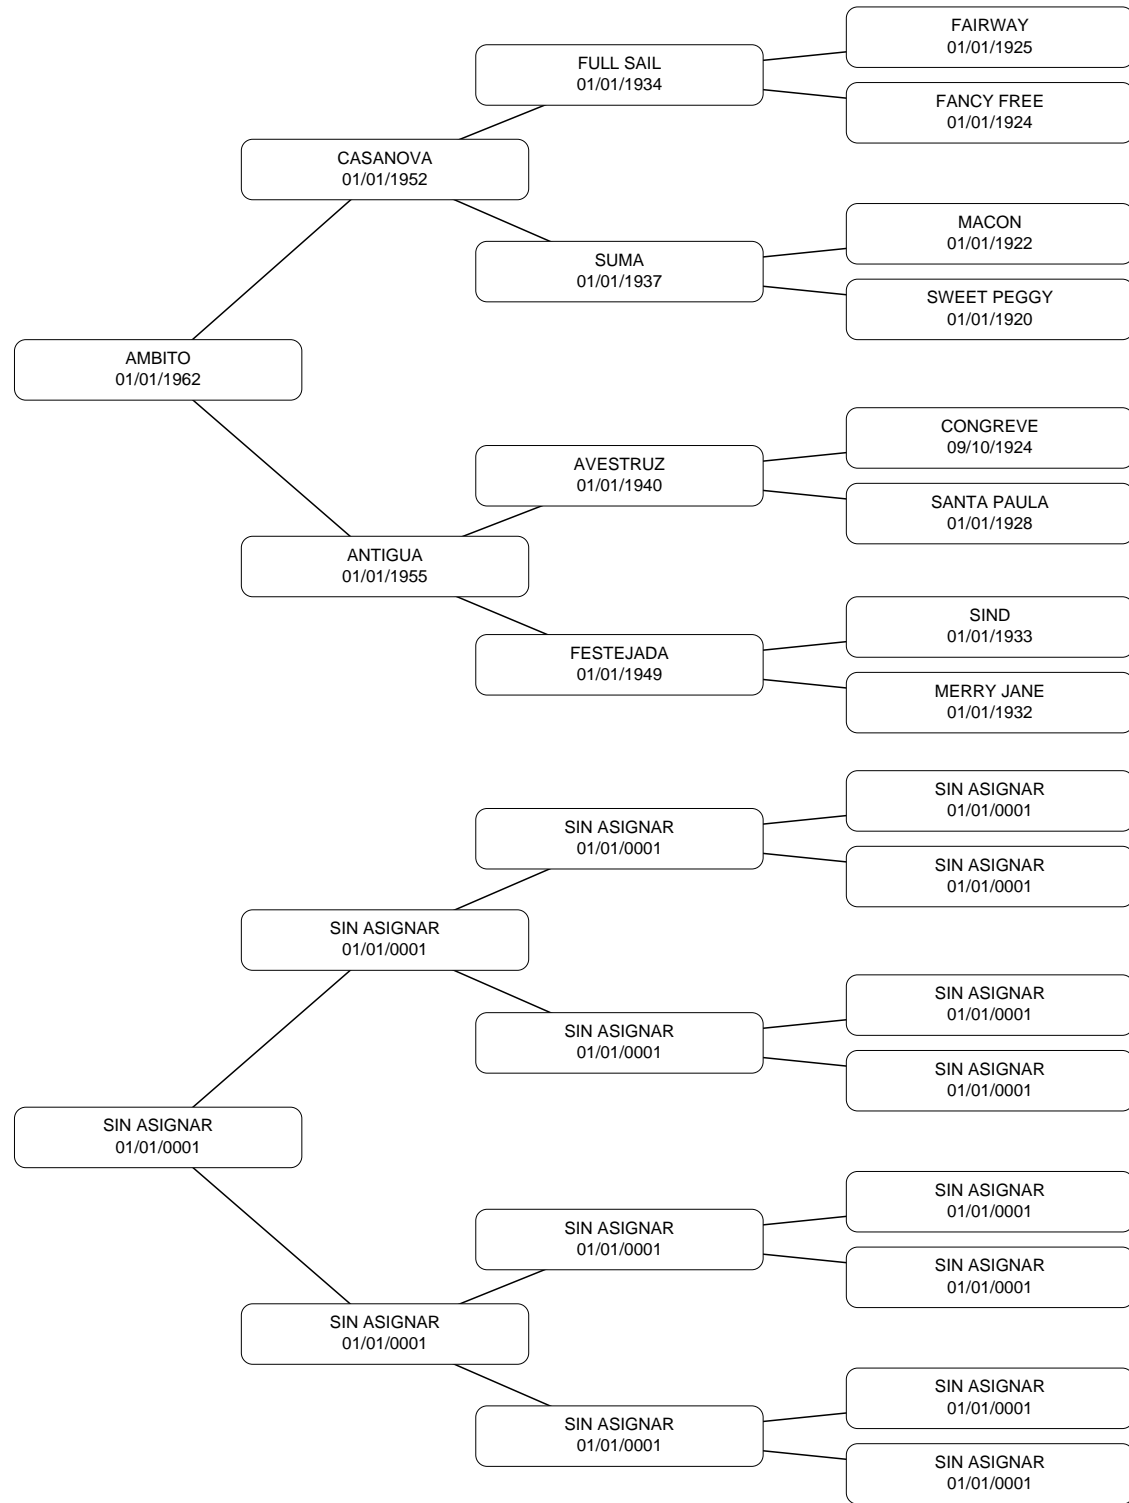 FAIRWAY
01/01/1925
FULL SAIL
01/01/1934
FANCY FREE
01/01/1924
CASANOVA
01/01/1952
MACON
01/01/1922
SUMA
01/01/1937
SWEET PEGGY
01/01/1920
AMBITO
01/01/1962
CONGREVE
09/10/1924
AVESTRUZ
01/01/1940
SANTA PAULA
01/01/1928
ANTIGUA
01/01/1955
SIND
01/01/1933
FESTEJADA
01/01/1949
MERRY JANE
01/01/1932
SIN ASIGNAR
01/01/0001
SIN ASIGNAR
01/01/0001
SIN ASIGNAR
01/01/0001
SIN ASIGNAR
01/01/0001
SIN ASIGNAR
01/01/0001
SIN ASIGNAR
01/01/0001
SIN ASIGNAR
01/01/0001
SIN ASIGNAR
01/01/0001
SIN ASIGNAR
01/01/0001
SIN ASIGNAR
01/01/0001
SIN ASIGNAR
01/01/0001
SIN ASIGNAR
01/01/0001
SIN ASIGNAR
01/01/0001
SIN ASIGNAR
01/01/0001
SIN ASIGNAR
01/01/0001